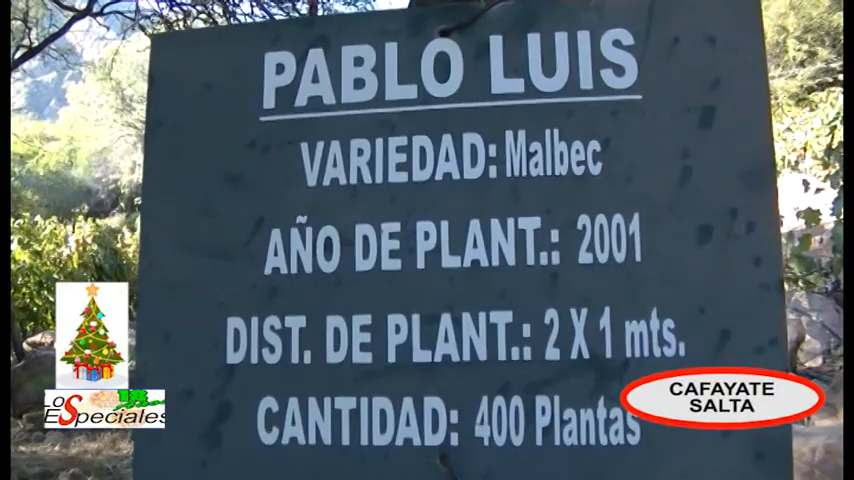 PABLO LUIS
VARIEDAD: Malbec
AÑO DE PLANT.: 2001
DIST. DE PLANT.: 2 X 1 mts.
CANTIDAD: 400 Plantas
Los
Especiales
CAFAYATE
SALTA